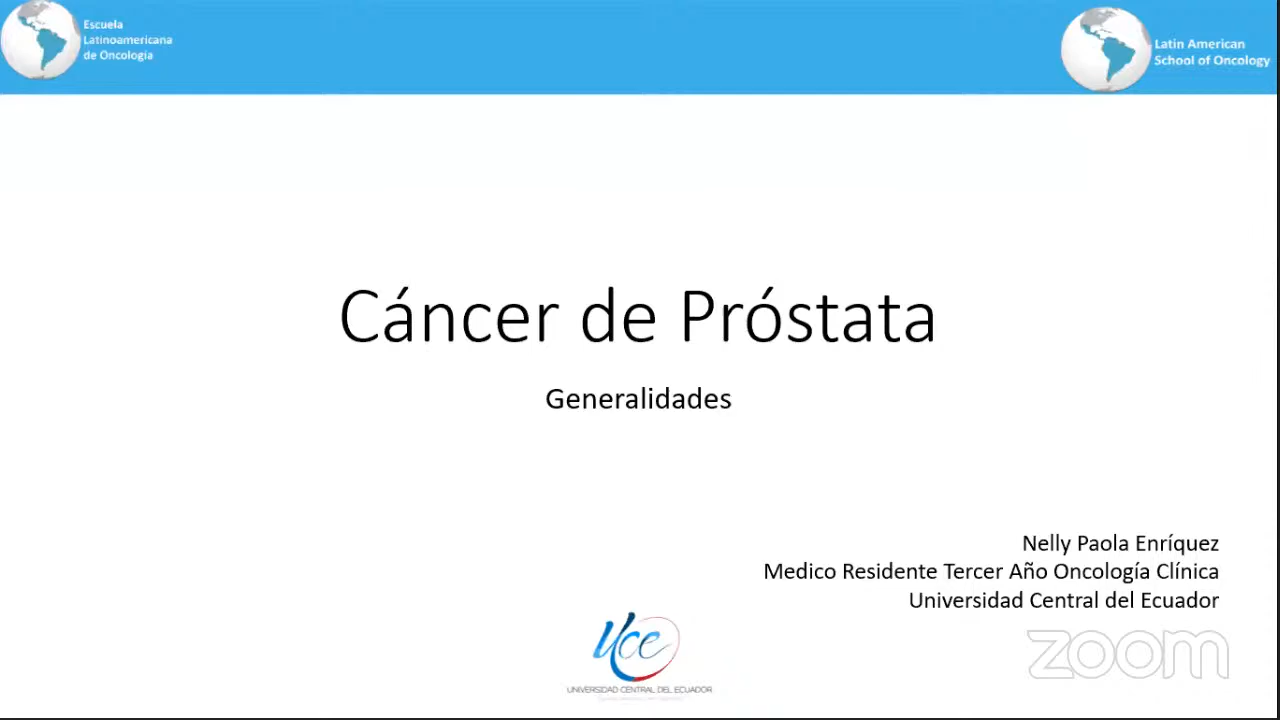 Escuela
Latinoamericana
de Oncología
Latin American
School of Oncology
Cáncer de Próstata
Generalidades
Nelly Paola Enríquez
Medico Residente Tercer Año Oncología Clínica
Universidad Central del Ecuador
zoom
Uce
UNIVERSIDAD CENTRAL DEL ECUADOR